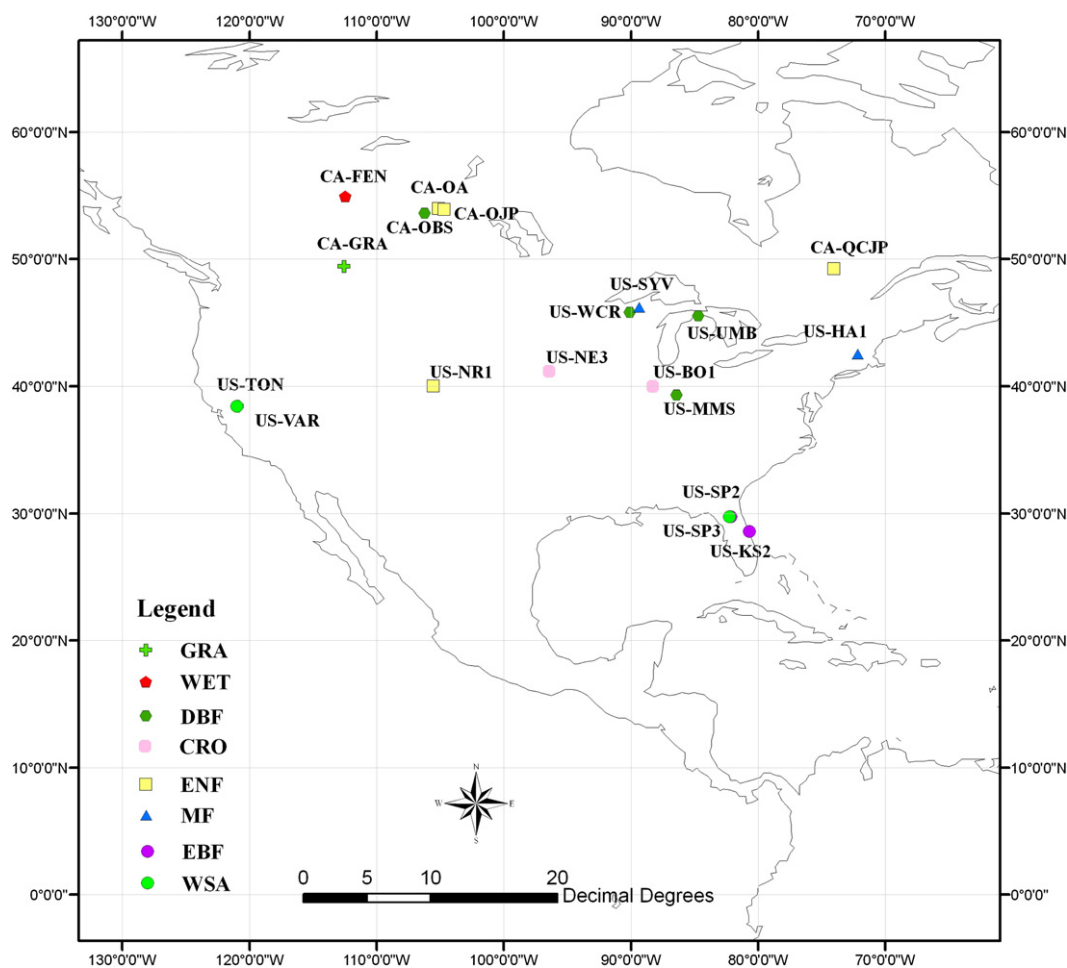 130°0'0"W 120°0'0"W 110°0'0"W 100°0'0"W 90°0'0"W 80°0'0"W 70°0'0"W
60°0'0"N 60°0'0"N
CA-FEN CA-OA
CA-OBS CA-OJP
CA-GRA CA-QCJP
50°0'0"N 50°0'0"N
US-SYV
US-WCR US-UMB US-HA1
US-NE3
US-NR1 US-BO1
40°0'0"N 40°0'0"N
US-TON US-MMS
US-VAR
US-SP2
30°0'0"N 30°0'0"N
US-SP3
US-KS2
Legend
GRA
20°0'0"N 20°0'0"N
WET
DBF
CRO
10°0'0"N 10°0'0"N
ENF
MF
EBF
WSA
N
W E
S
0 5 10 20
Decimal Degrees
0°0'0" 0°0'0"
130°0'0"W 120°0'0"W 110°0'0"W 100°0'0"W 90°0'0"W 80°0'0"W 70°0'0"W